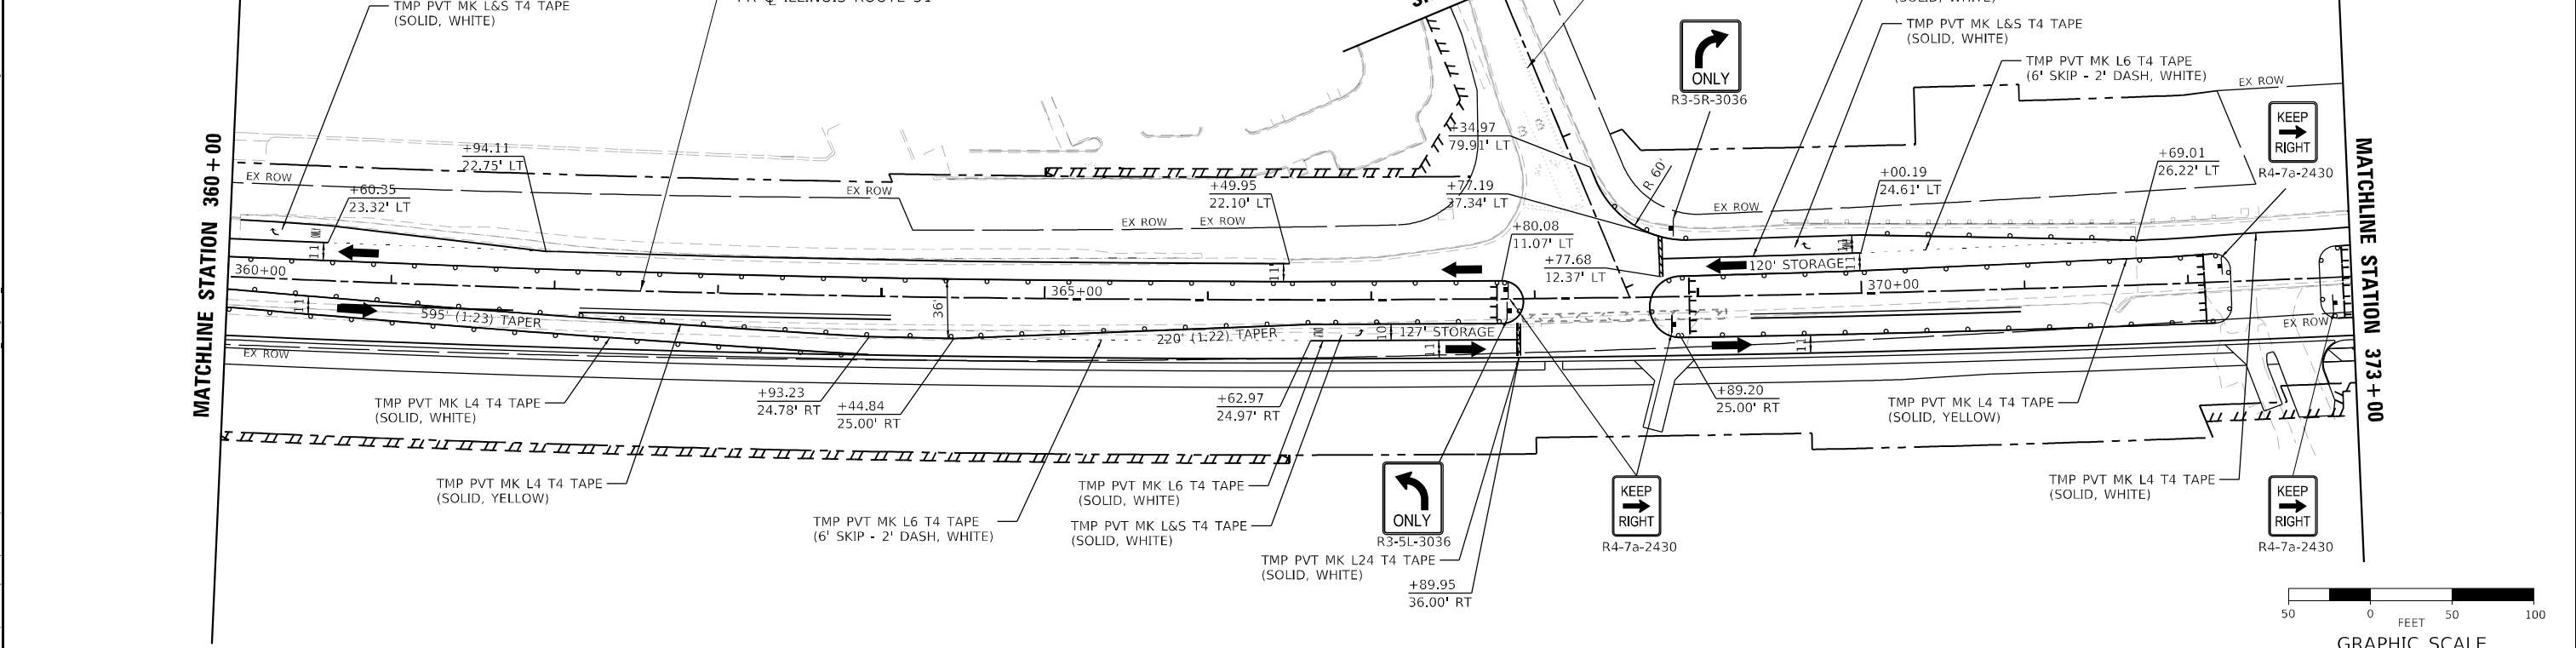 TMP PVT MK L&S T4 TAPE
(SOLID, WHITE)
TMP PVT MK L&S T4 TAPE
(SOLID, WHITE)
TMP PVT MK L6 T4 TAPE
(6' SKIP - 2' DASH, WHITE)
ONLY
R3-5R-3036
EX ROW
KEEP
RIGHT
R4-7a-2430
MATCHLINE STATION 360+00
MATCHLINE STATION 373+00
+94.11
22.75' LT
+34.97
79.91' LT
R 60'
+69.01
26.22' LT
+00.19
24.61' LT
EX ROW
+60.35
23.32' LT
EX ROW
+49.95
22.10' LT
+77.19
37.34' LT
EX ROW
EX ROW
EX ROW
+80.08
11.07' LT
+77.68
12.37' LT
11
11
11
11
120' STORAGE
360+00
365+00
370+00
36'
11
595' (1:23) TAPER
220' (1:22) TAPER
10
127' STORAGE
11
11
EX ROW
EX ROW
+93.23
24.78' RT
+44.84
25.00' RT
+62.97
24.97' RT
+89.20
25.00' RT
TMP PVT MK L4 T4 TAPE
(SOLID, WHITE)
TMP PVT MK L4 T4 TAPE
(SOLID, YELLOW)
TMP PVT MK L4 T4 TAPE
(SOLID, YELLOW)
TMP PVT MK L6 T4 TAPE
(SOLID, WHITE)
TMP PVT MK L4 T4 TAPE
(SOLID, WHITE)
TMP PVT MK L6 T4 TAPE
(6' SKIP - 2' DASH, WHITE)
TMP PVT MK L&S T4 TAPE
(SOLID, WHITE)
ONLY
R3-5L-3036
KEEP
RIGHT
R4-7a-2430
KEEP
RIGHT
R4-7a-2430
TMP PVT MK L24 T4 TAPE
(SOLID, WHITE)
+89.95
36.00' RT
50 0 50 100
FEET
GRAPHIC SCALE